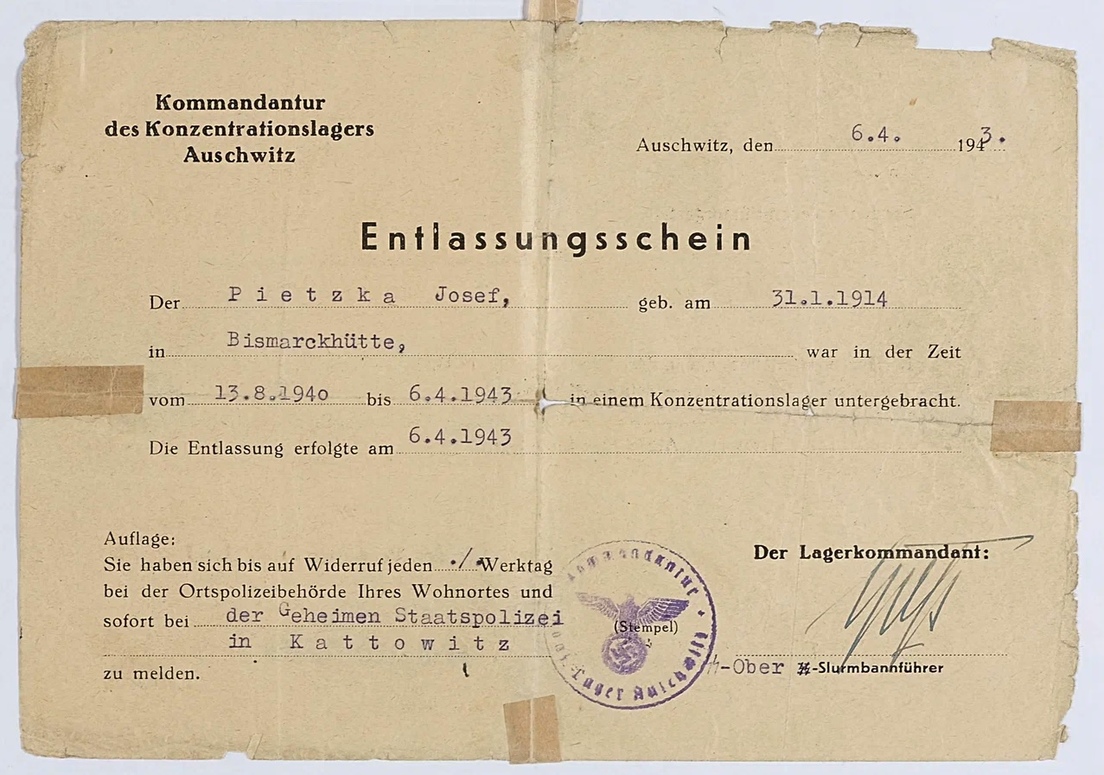 Kommandantur
des Konzentrationslagers
Auschwitz
Auschwitz, den 6.4. 1943.
Entlassungsschein
Der Pietzka Josef, geb. am 31.1.1914
in Bismarckhütte, war in der Zeit
vom 13.8.1940 bis 6.4.1943 in einem Konzentrationslager untergebracht.
Die Entlassung erfolgte am 6.4.1943
Auflage:
Sie haben sich bis auf Widerruf jeden ./. Werktag
bei der Ortspolizeibehörde Ihres Wohnortes und
sofort bei der Geheimen Staatspolizei
in Kattowitz
zu melden.
Kommandantur
(Stempel)
Der Lagerkommandant:
-Ober ᛋᛋ-Sturmbannführer